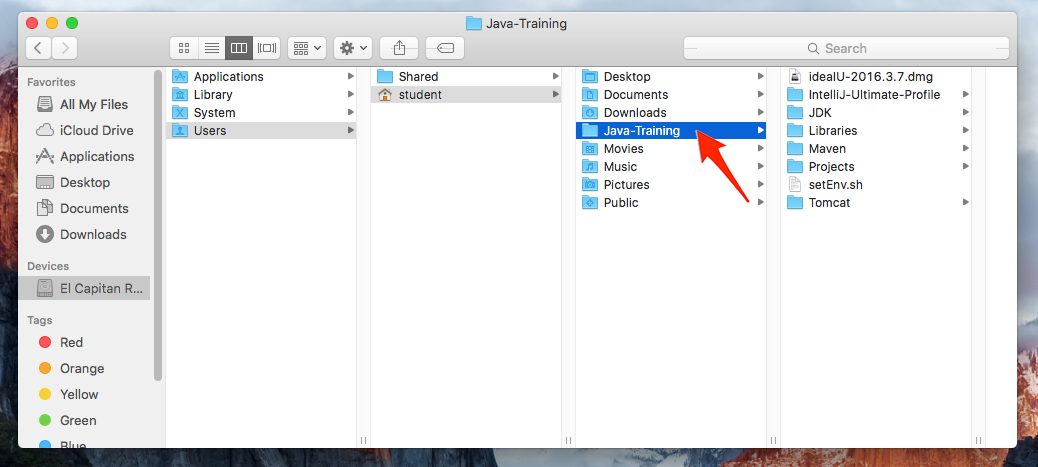 Java-Training
Search
Favorites
All My Files
iCloud Drive
Applications
Desktop
Documents
Downloads
Devices
El Capitan R...
Tags
Red
Orange
Yellow
Green
Blue
Applications
Library
System
Users
Shared
student
Desktop
Documents
Downloads
Java-Training
Movies
Music
Pictures
Public
idealU-2016.3.7.dmg
IntelliJ-Ultimate-Profile
JDK
Libraries
Maven
Projects
setEnv.sh
Tomcat